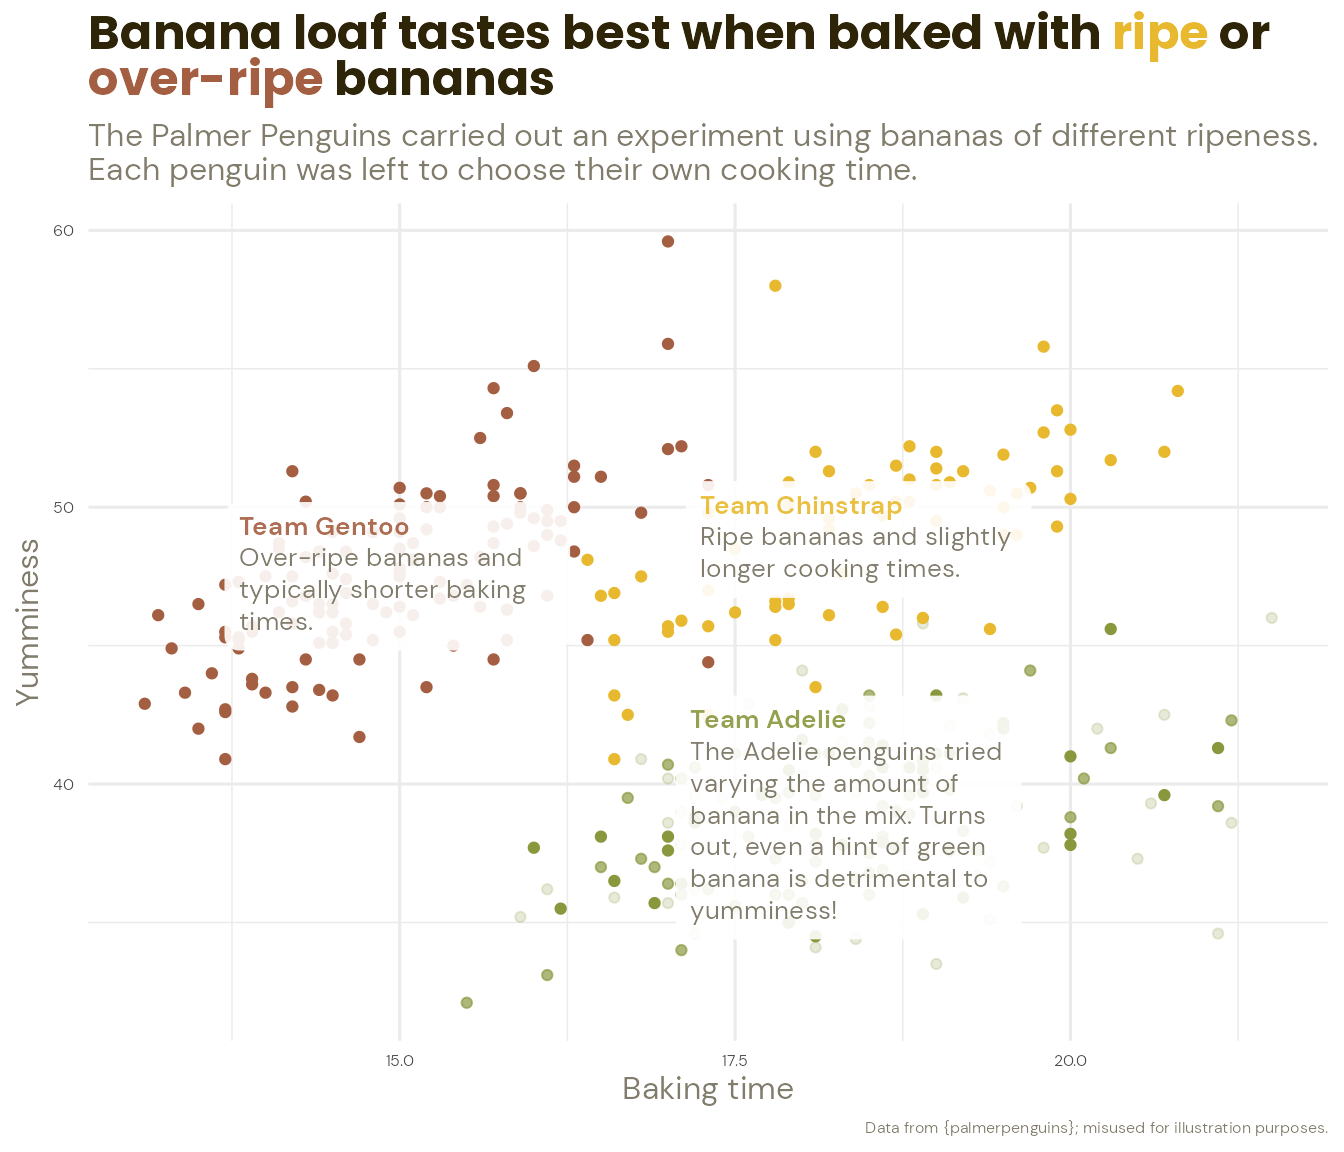 Banana loaf tastes best when baked with ripe or
over-ripe bananas
The Palmer Penguins carried out an experiment using bananas of different ripeness.
Each penguin was left to choose their own cooking time.
60
50
40
Yumminess
Team Gentoo
Over-ripe bananas and
typically shorter baking
times.
Team Chinstrap
Ripe bananas and slightly
longer cooking times.
Team Adelie
The Adelie penguins tried
varying the amount of
banana in the mix. Turns
out, even a hint of green
banana is detrimental to
yumminess!
15.0
17.5
20.0
Baking time
Data from {palmerpenguins}; misused for illustration purposes.